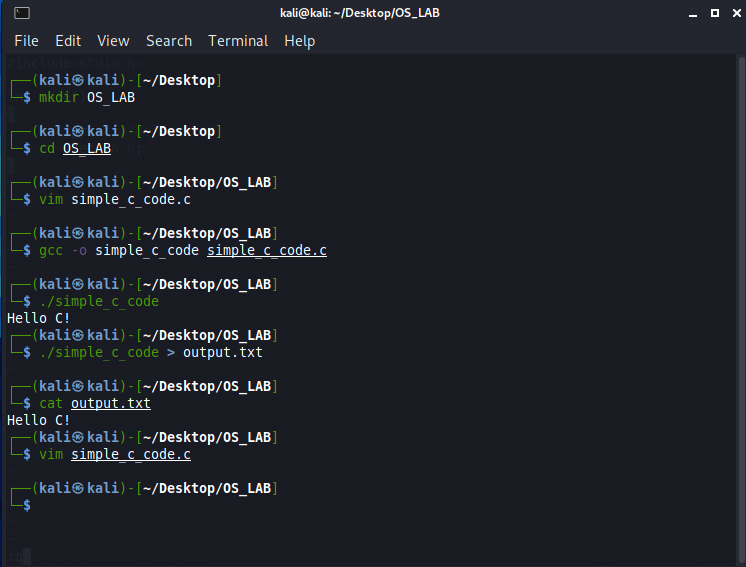 kali@kali: ~/Desktop/OS_LAB
File Edit View Search Terminal Help
┌──(kali㉿kali)-[~/Desktop]
└─$ mkdir OS_LAB
┌──(kali㉿kali)-[~/Desktop]
└─$ cd OS_LAB
┌──(kali㉿kali)-[~/Desktop/OS_LAB]
└─$ vim simple_c_code.c
┌──(kali㉿kali)-[~/Desktop/OS_LAB]
└─$ gcc -o simple_c_code simple_c_code.c
┌──(kali㉿kali)-[~/Desktop/OS_LAB]
└─$ ./simple_c_code
Hello C!
┌──(kali㉿kali)-[~/Desktop/OS_LAB]
└─$ ./simple_c_code > output.txt
┌──(kali㉿kali)-[~/Desktop/OS_LAB]
└─$ cat output.txt
Hello C!
┌──(kali㉿kali)-[~/Desktop/OS_LAB]
└─$ vim simple_c_code.c
┌──(kali㉿kali)-[~/Desktop/OS_LAB]
└─$
:q